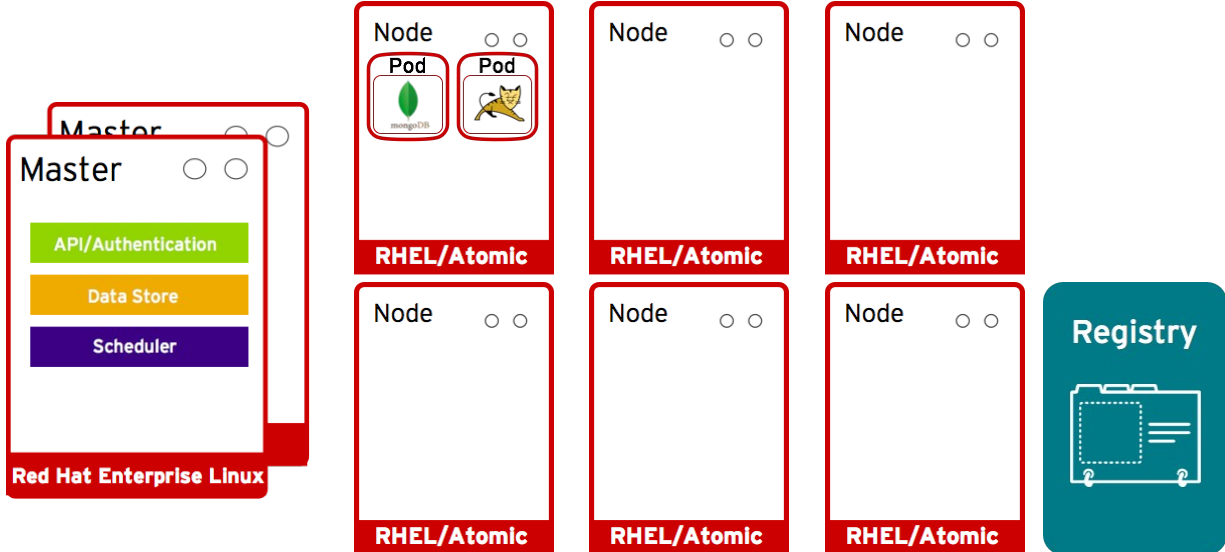 Master
Master
API/Authentication
Data Store
Scheduler
Red Hat Enterprise Linux
Node
Pod
mongoDB
Pod
RHEL/Atomic
Node
RHEL/Atomic
Node
RHEL/Atomic
Node
RHEL/Atomic
Node
RHEL/Atomic
Node
RHEL/Atomic
Registry